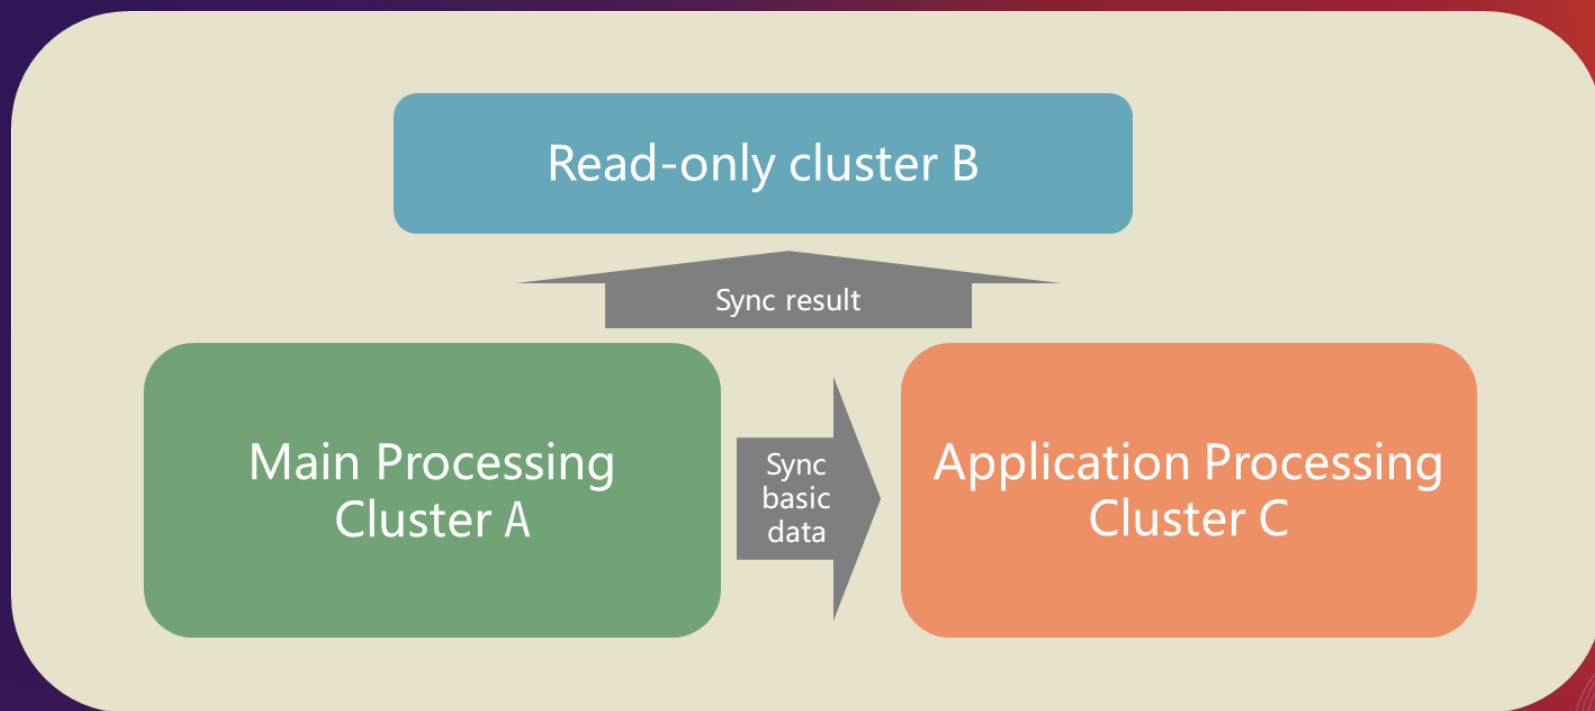 Read-only cluster B
Sync result
Main Processing
Cluster A
Sync
basic
data
Application Processing
Cluster C